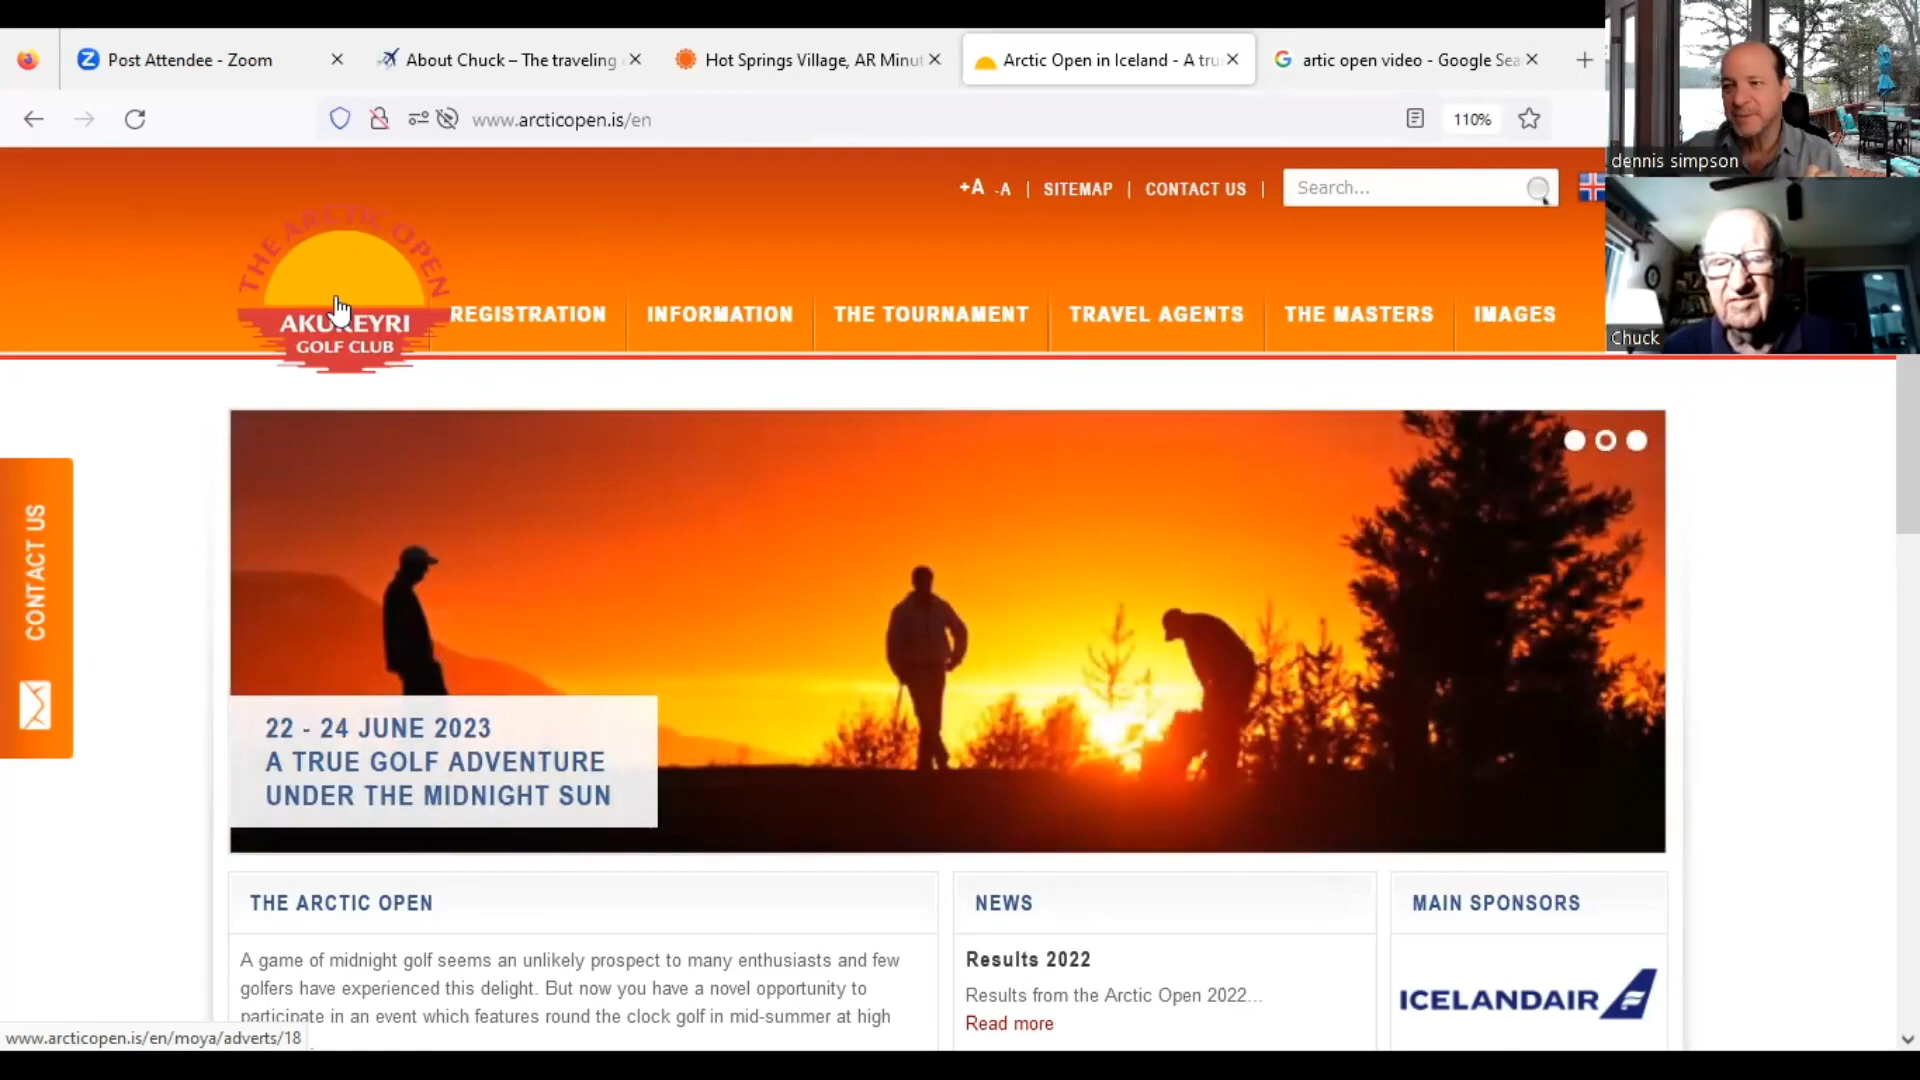 Post Attendee - Zoom
About Chuck – The traveling
Hot Springs Village, AR Minut
Arctic Open in Iceland - A tru
artic open video - Google Sea
www.arcticopen.is/en
110%
dennis simpson
Chuck
+A -A | SITEMAP | CONTACT US |
Search...
THE ARCTIC OPEN
AKUREYRI
GOLF CLUB
REGISTRATION
INFORMATION
THE TOURNAMENT
TRAVEL AGENTS
THE MASTERS
IMAGES
CONTACT US
22 - 24 JUNE 2023
A TRUE GOLF ADVENTURE
UNDER THE MIDNIGHT SUN
THE ARCTIC OPEN
A game of midnight golf seems an unlikely prospect to many enthusiasts and few
golfers have experienced this delight. But now you have a novel opportunity to
participate in an event which features round the clock golf in mid-summer at high
NEWS
Results 2022
Results from the Arctic Open 2022...
Read more
MAIN SPONSORS
ICELANDAIR
www.arcticopen.is/en/moya/adverts/18